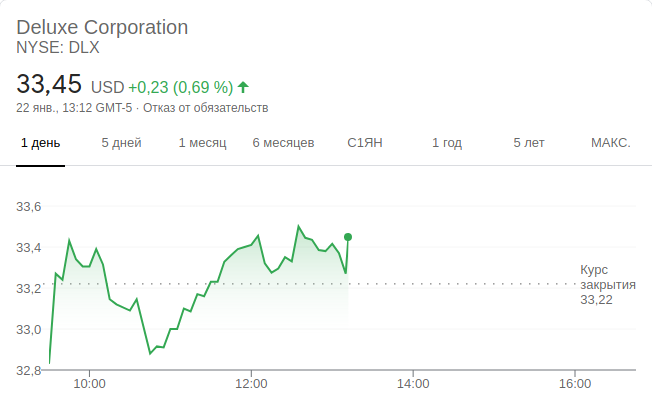 Deluxe Corporation
NYSE: DLX
33,45 USD +0,23 (0,69 %)
22 янв., 13:12 GMT-5 · Отказ от обязательств
1 день 5 дней 1 месяц 6 месяцев С1ЯН 1 год 5 лет МАКС.
33,6
33,4
33,2
33,0
32,8
Курс
закрытия
33,22
10:00 12:00 14:00 16:00